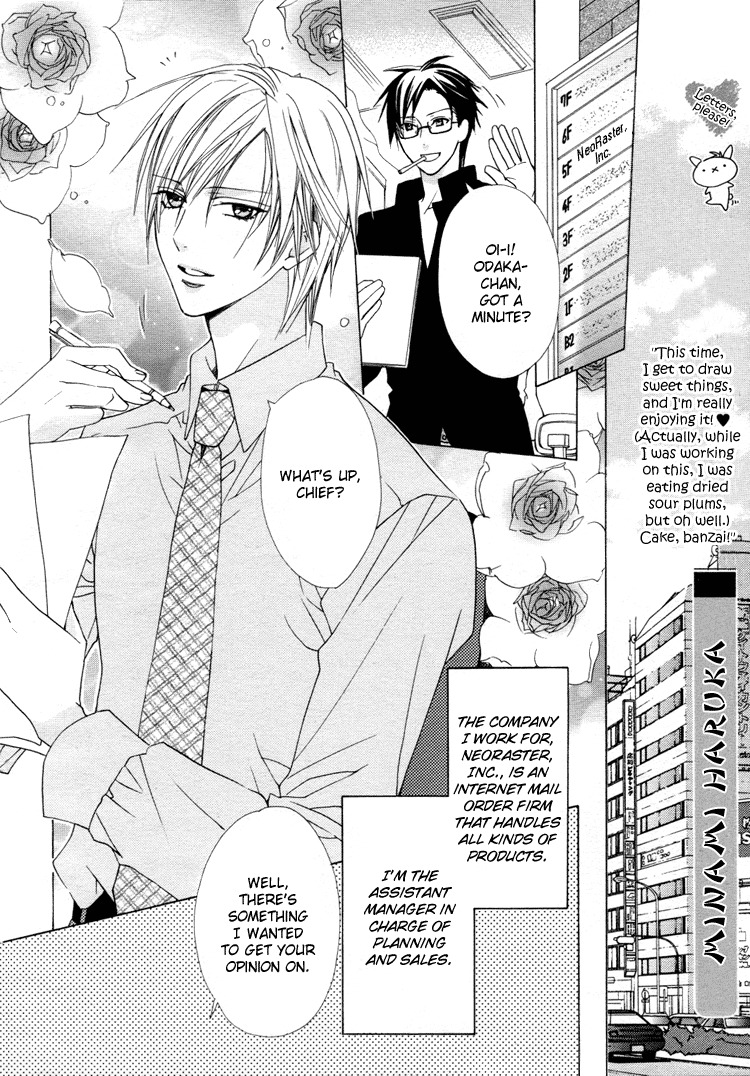 Letters,
please!
"This time,
I get to draw
sweet things,
and I'm really
enjoying it! ♥
(Actually, while
I was working
on this, I was
eating dried
sour plums,
but oh well.)
Cake, banzai!"
MINAMI HARUKA
7F
6F
NeoRaster,
Inc.
5F
4F
3F
2F
1F
B2
OI-I!
ODAKA-
CHAN,
GOT A
MINUTE?
WHAT'S UP,
CHIEF?
THE COMPANY
I WORK FOR,
NEORASTER,
INC., IS AN
INTERNET MAIL
ORDER FIRM
THAT HANDLES
ALL KINDS OF
PRODUCTS.
I'M THE
ASSISTANT
MANAGER IN
CHARGE OF
PLANNING
AND SALES.
WELL,
THERE'S
SOMETHING
I WANTED
TO GET YOUR
OPINION ON.